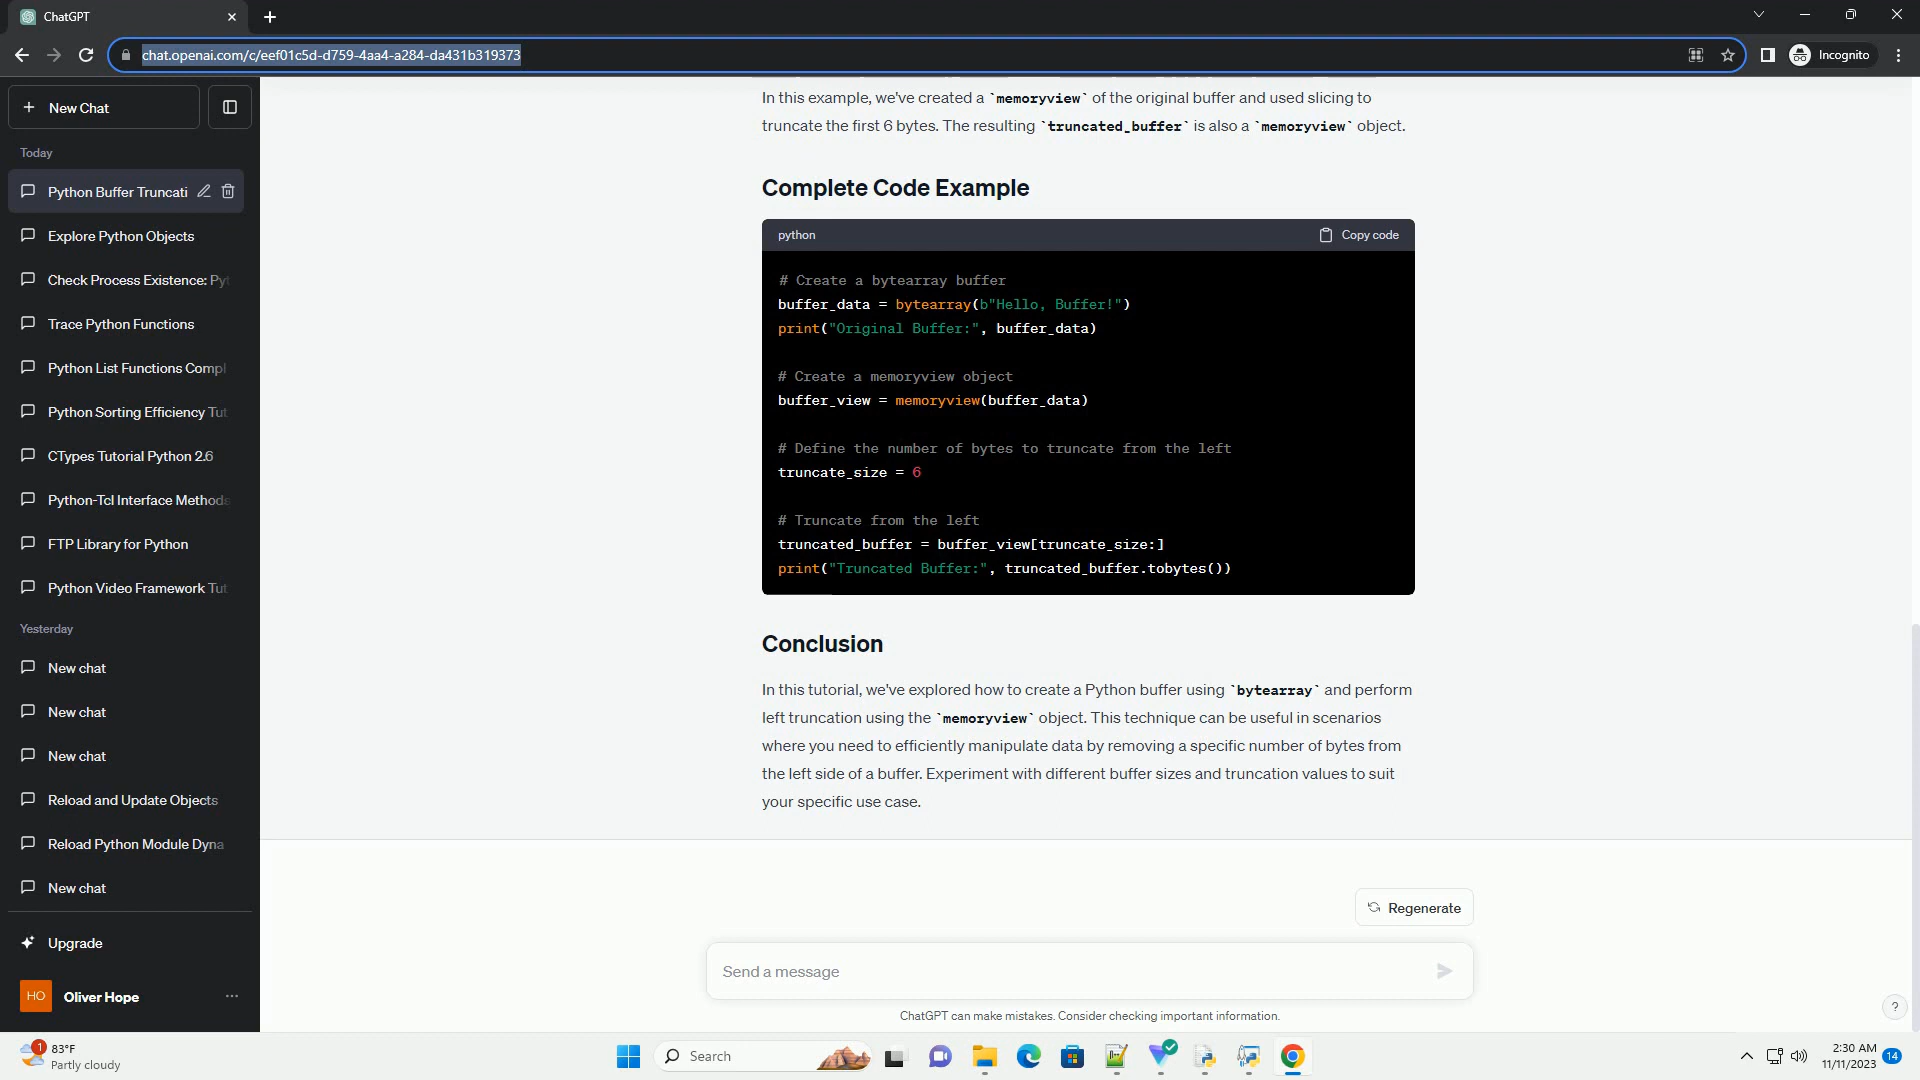 ChatGPT
chat.openai.com/c/eef01c5d-d759-4aa4-a284-da431b319373
Incognito
New Chat
Today
Python Buffer Truncati
Explore Python Objects
Check Process Existence: Pyt
Trace Python Functions
Python List Functions Compl
Python Sorting Efficiency Tut
CTypes Tutorial Python 2.6
Python-Tcl Interface Methods
FTP Library for Python
Python Video Framework Tut
Yesterday
New chat
New chat
New chat
Reload and Update Objects
Reload Python Module Dyna
New chat
Upgrade
HO
Oliver Hope
In this example, we've created a `memoryview` of the original buffer and used slicing to
truncate the first 6 bytes. The resulting `truncated_buffer` is also a `memoryview` object.
Complete Code Example
python
Copy code
# Create a bytearray buffer
buffer_data = bytearray(b"Hello, Buffer!")
print("Original Buffer:", buffer_data)
# Create a memoryview object
buffer_view = memoryview(buffer_data)
# Define the number of bytes to truncate from the left
truncate_size = 6
# Truncate from the left
truncated_buffer = buffer_view[truncate_size:]
print("Truncated Buffer:", truncated_buffer.tobytes())
Conclusion
In this tutorial, we've explored how to create a Python buffer using `bytearray` and perform
left truncation using the `memoryview` object. This technique can be useful in scenarios
where you need to efficiently manipulate data by removing a specific number of bytes from
the left side of a buffer. Experiment with different buffer sizes and truncation values to suit
your specific use case.
Regenerate
Send a message
ChatGPT can make mistakes. Consider checking important information.
?
1
83°F
Partly cloudy
Search
2:30 AM
11/11/2023
14